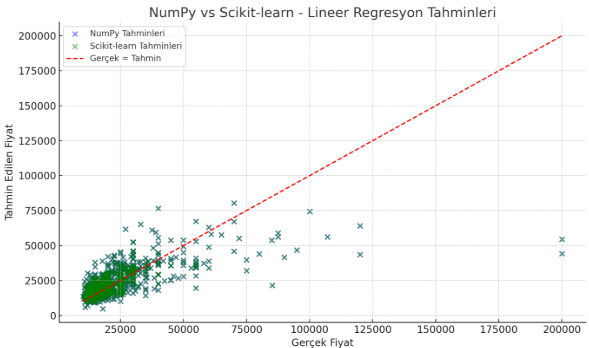 NumPy vs Scikit-learn - Lineer Regresyon Tahminleri
NumPy Tahminleri
Scikit-learn Tahminleri
Gerçek = Tahmin
Tahmin Edilen Fiyat
200000
175000
150000
125000
100000
75000
50000
25000
0
25000 50000 75000 100000 125000 150000 175000 200000
Gerçek Fiyat